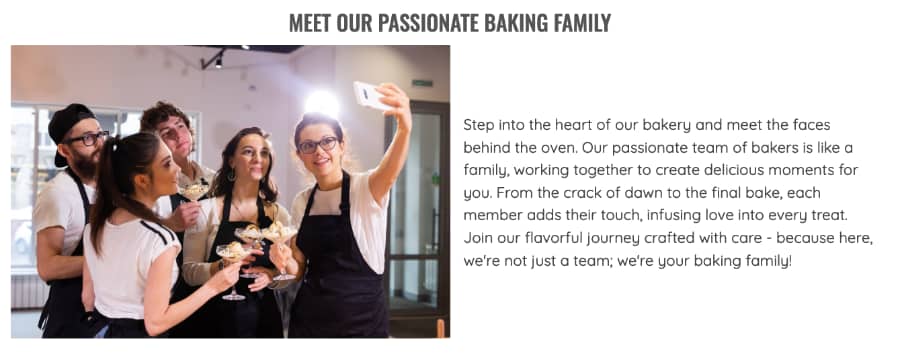 MEET OUR PASSIONATE BAKING FAMILY
Step into the heart of our bakery and meet the faces
behind the oven. Our passionate team of bakers is like a
family, working together to create delicious moments for
you. From the crack of dawn to the final bake, each
member adds their touch, infusing love into every treat.
Join our flavorful journey crafted with care - because here,
we're not just a team; we're your baking family!